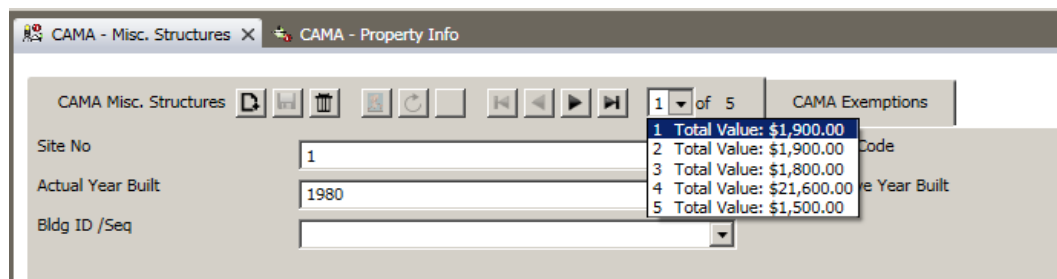 CAMA - Misc. Structures CAMA - Property Info
CAMA Misc. Structures 1 of 5 CAMA Exemptions
1 Total Value: $1,900.00
2 Total Value: $1,900.00
3 Total Value: $1,800.00
4 Total Value: $21,600.00
5 Total Value: $1,500.00
Site No 1 Code
Actual Year Built 1980 Year Built
Bldg ID /Seq